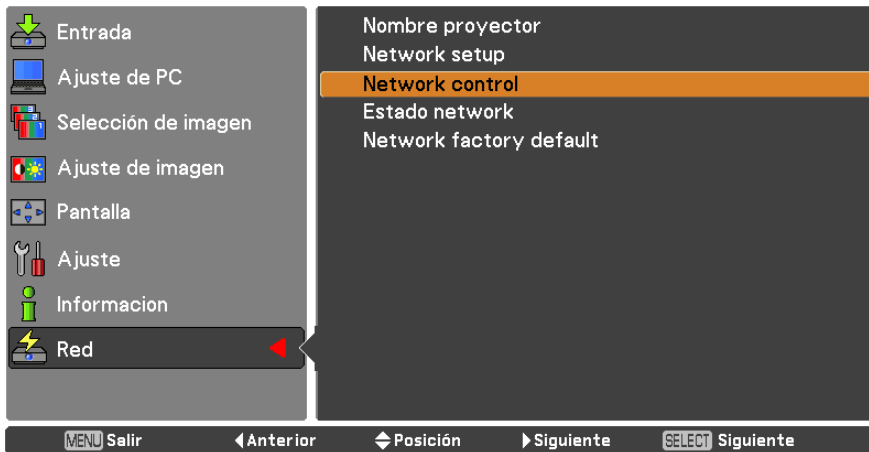 Entrada
Ajuste de PC
Selección de imagen
Ajuste de imagen
Pantalla
Ajuste
Informacion
Red
Nombre proyector
Network setup
Network control
Estado network
Network factory default
MENU Salir Anterior Posición Siguiente SELECT Siguiente